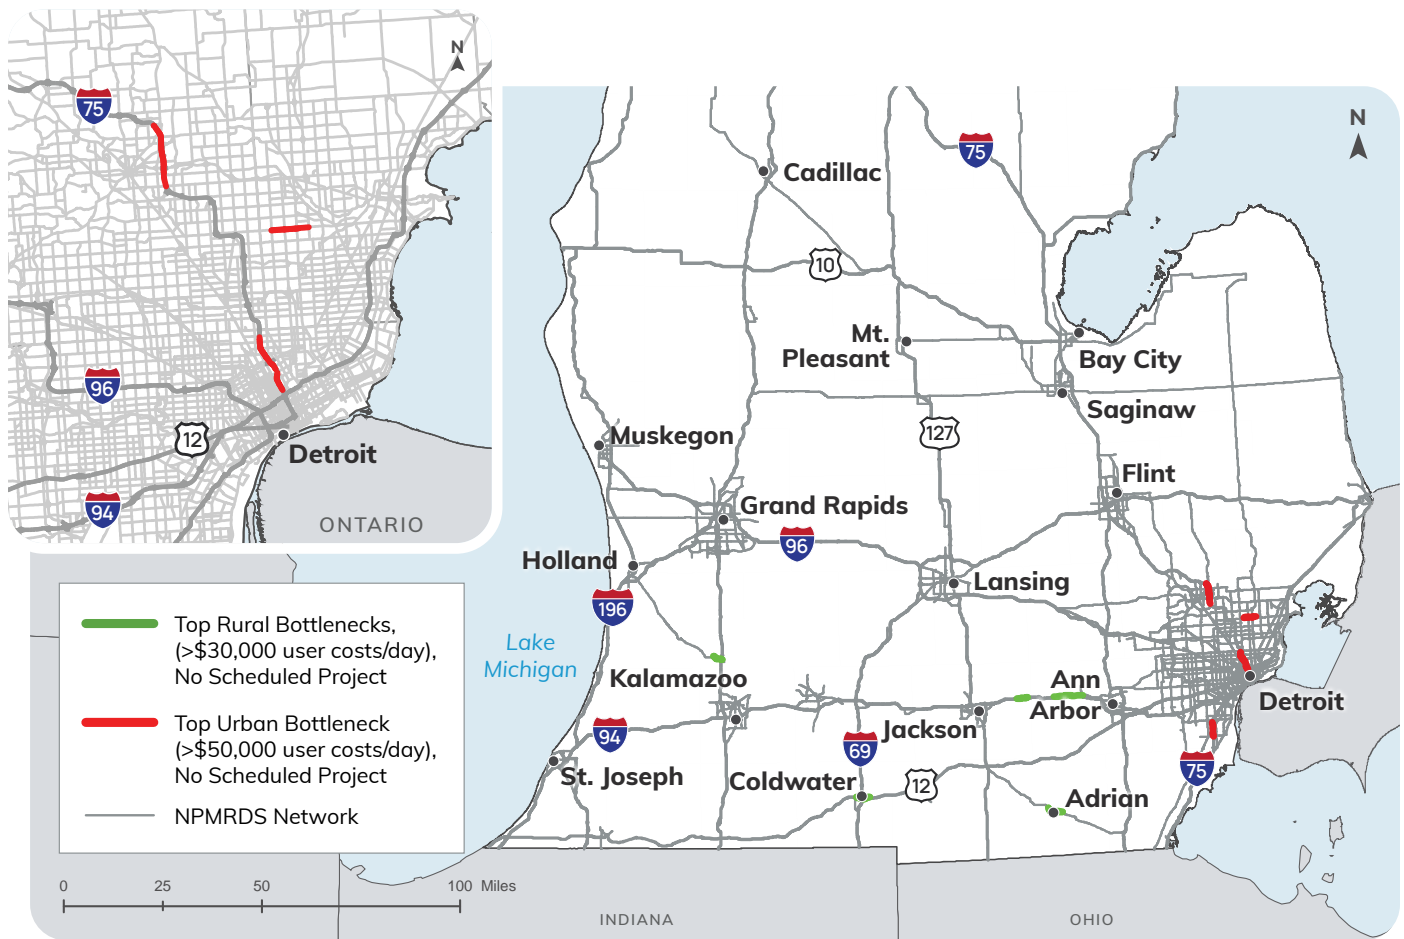 N
75
96
12
94
Detroit
ONTARIO
N
75
Cadillac
10
Mt.
Pleasant
Bay City
Saginaw
127
Muskegon
Flint
Grand Rapids
96
Holland
Lansing
196
Lake
Michigan
Kalamazoo
Ann
Arbor
Detroit
Jackson
94
69
75
St. Joseph
Coldwater
12
Adrian
Top Rural Bottlenecks,
(>$30,000 user costs/day),
No Scheduled Project
Top Urban Bottleneck
(>$50,000 user costs/day),
No Scheduled Project
NPMRDS Network
0 25 50 100 Miles
INDIANA
OHIO